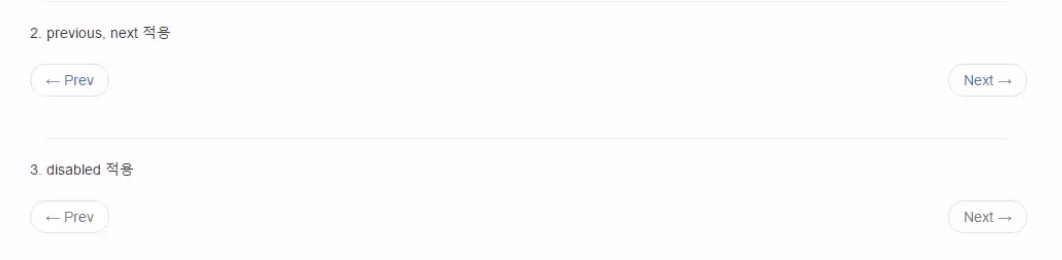 2. previous, next 적용
← Prev Next →
3. disabled 적용
← Prev Next →